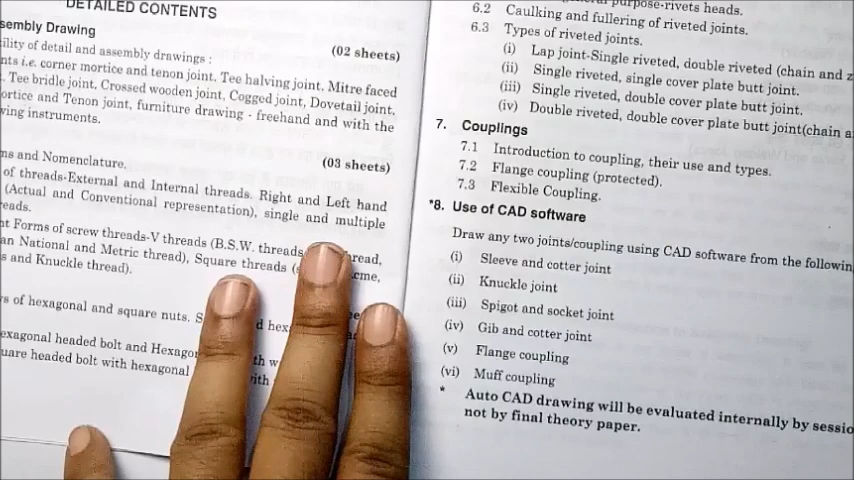 DETAILED CONTENTS
sembly Drawing
(02 sheets)
ility of detail and assembly drawings :
nts i.e. corner mortice and tenon joint, Tee halving joint, Mitre faced
. Tee bridle joint, Crossed wooden joint, Cogged joint, Dovetail joint,
ortice and Tenon joint, furniture drawing - freehand and with the
wing instruments.
(03 sheets)
ms and Nomenclature.
of threads-External and Internal threads. Right and Left hand
(Actual and Conventional representation), single and multiple
reads.
nt Forms of screw threads-V threads (B.S.W. threads, read,
an National and Metric thread), Square threads ( cme,
s and Knuckle thread).
s of hexagonal and square nuts. d hex
exagonal headed bolt and Hexagon th w
uare headed bolt with hexagonal ith
purpose-rivets heads.
6.2 Caulking and fullering of riveted joints.
6.3 Types of riveted joints.
(i) Lap joint-Single riveted, double riveted (chain and z
(ii) Single riveted, single cover plate butt joint.
(iii) Single riveted, double cover plate butt joint.
(iv) Double riveted, double cover plate butt joint(chain a
7. Couplings
7.1 Introduction to coupling, their use and types.
7.2 Flange coupling (protected).
7.3 Flexible Coupling.
*8. Use of CAD software
Draw any two joints/coupling using CAD software from the followin
(i) Sleeve and cotter joint
(ii) Knuckle joint
(iii) Spigot and socket joint
(iv) Gib and cotter joint
(v) Flange coupling
(vi) Muff coupling
* Auto CAD drawing will be evaluated internally by sessio
not by final theory paper.